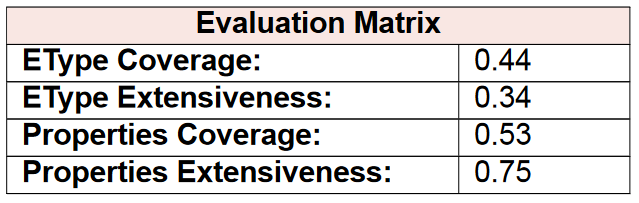 Evaluation Matrix
EType Coverage: 0.44
EType Extensiveness: 0.34
Properties Coverage: 0.53
Properties Extensiveness: 0.75